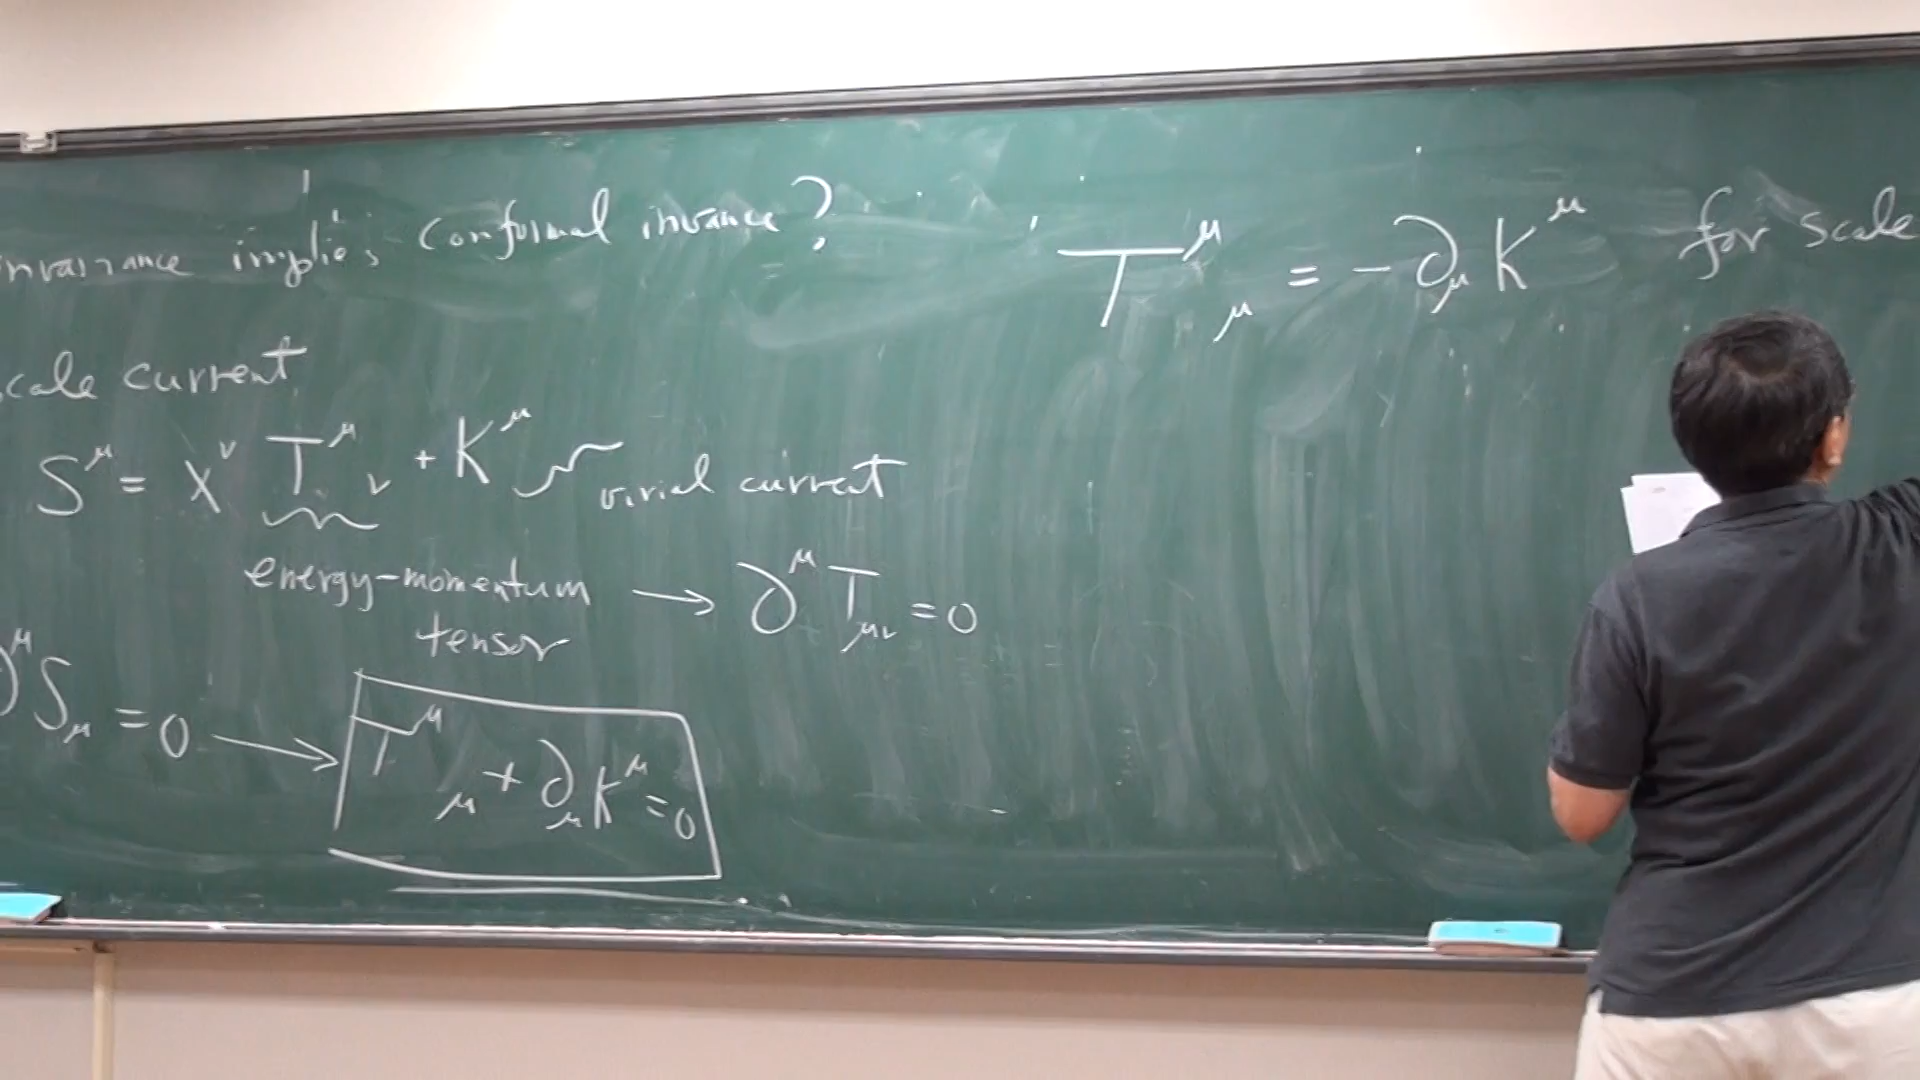 invariance implies Conformal invance?
scale current
S^μ = x^ν T^μ_ν + K^μ virial current
energy-momentum tensor → ∂^μ T_μν = 0
∂^μ S_μ = 0 → T^μ_μ + ∂_μ K^μ = 0
T^μ_μ = -∂_μ K^μ for scale